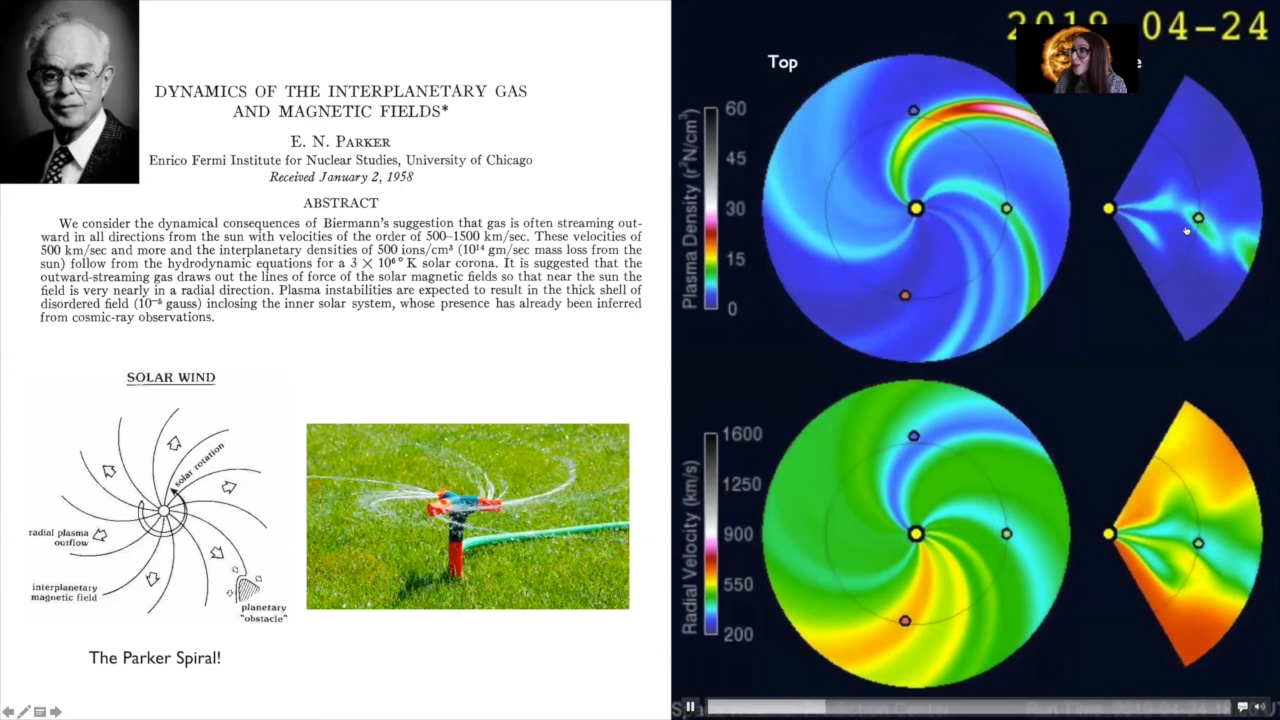 DYNAMICS OF THE INTERPLANETARY GAS
AND MAGNETIC FIELDS*
E. N. PARKER
Enrico Fermi Institute for Nuclear Studies, University of Chicago
Received January 2, 1958
ABSTRACT
We consider the dynamical consequences of Biermann's suggestion that gas is often streaming out-
ward in all directions from the sun with velocities of the order of 500–1500 km/sec. These velocities of
500 km/sec and more and the interplanetary densities of 500 ions/cm³ (10¹⁴ gm/sec mass loss from the
sun) follow from the hydrodynamic equations for a 3 × 10⁶° K solar corona. It is suggested that the
outward-streaming gas draws out the lines of force of the solar magnetic fields so that near the sun the
field is very nearly in a radial direction. Plasma instabilities are expected to result in the thick shell of
disordered field (10⁻⁵ gauss) inclosing the inner solar system, whose presence has already been inferred
from cosmic-ray observations.
SOLAR WIND
solar rotation
radial plasma
outflow
interplanetary
magnetic field
planetary
"obstacle"
The Parker Spiral!
2019-04-24
Top
Plasma Density (r²N/cm³)
60
45
30
15
0
Radial Velocity (km/s)
1600
1250
900
550
200